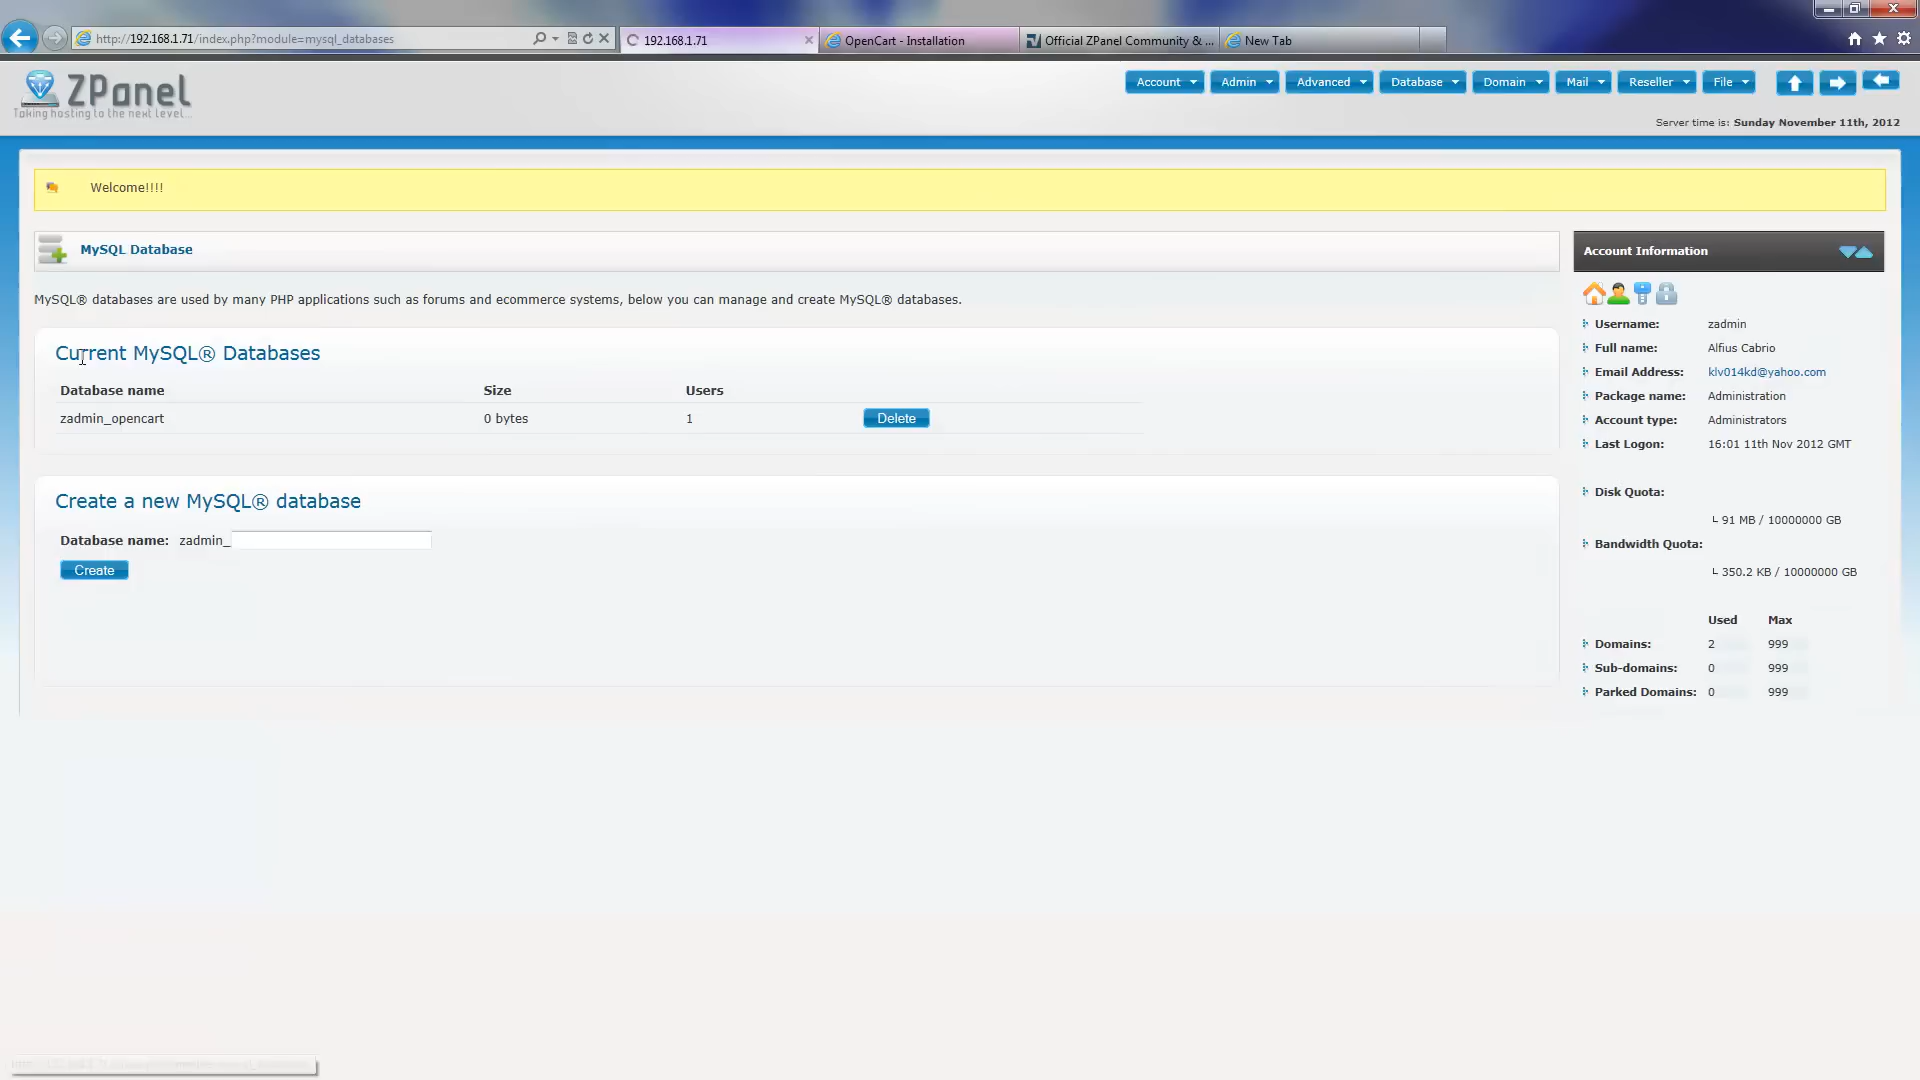 http://192.168.1.71/index.php?module=mysql_databases
192.168.1.71
OpenCart - Installation
Official ZPanel Community & ...
New Tab
ZPanel
Taking hosting to the next level...
Account
Admin
Advanced
Database
Domain
Mail
Reseller
File
Server time is: Sunday November 11th, 2012
Welcome!!!!
MySQL Database
MySQL® databases are used by many PHP applications such as forums and ecommerce systems, below you can manage and create MySQL® databases.
Current MySQL® Databases
Database name Size Users
zadmin_opencart 0 bytes 1 Delete
Create a new MySQL® database
Database name: zadmin_
Create
Account Information
Username: zadmin
Full name: Alfius Cabrio
Email Address: klv014kd@yahoo.com
Package name: Administration
Account type: Administrators
Last Logon: 16:01 11th Nov 2012 GMT
Disk Quota:
91 MB / 10000000 GB
Bandwidth Quota:
350.2 KB / 10000000 GB
Used Max
Domains: 2 999
Sub-domains: 0 999
Parked Domains: 0 999